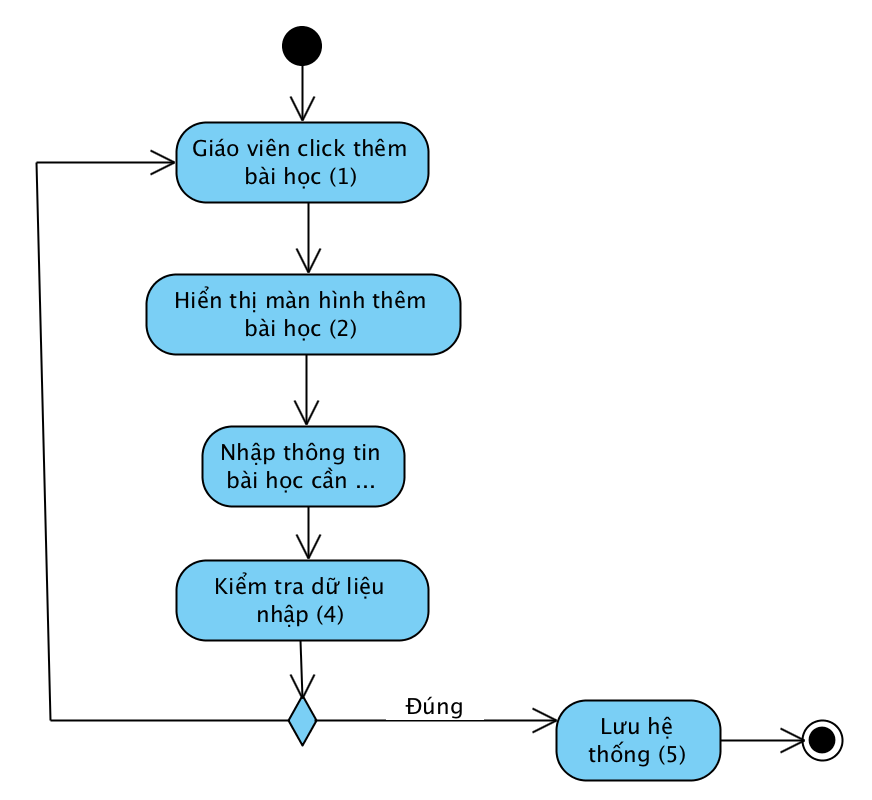 Giáo viên click thêm
bài học (1)
Hiển thị màn hình thêm
bài học (2)
Nhập thông tin
bài học cần ...
Kiểm tra dữ liệu
nhập (4)
Đúng
Lưu hệ
thống (5)